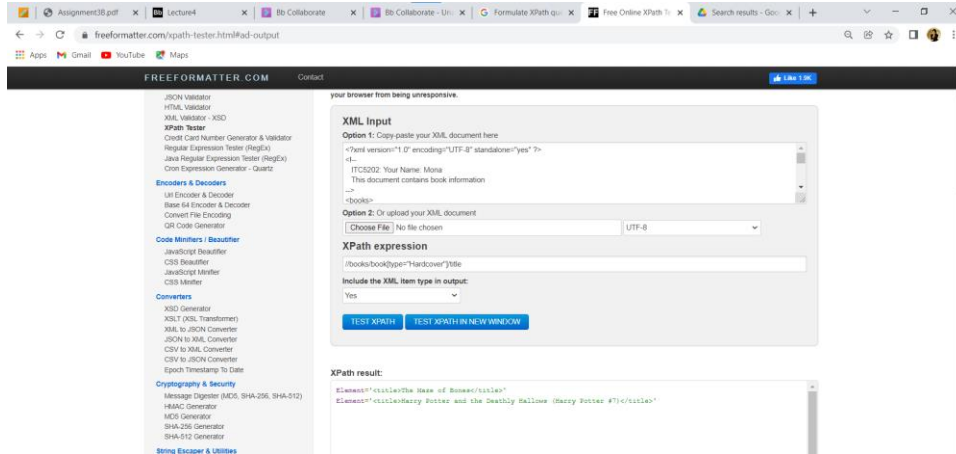 Assignment3B.pdf
Bb Lecture4
Bb Collaborate
Bb Collaborate - Un
G Formulate XPath que
FF Free Online XPath Te
Search results - Goo
freeformatter.com/xpath-tester.html#ad-output
Apps Gmail YouTube Maps
FREEFORMATTER.COM Contact Like 1.9K
JSON Validator
HTML Validator
XML Validator - XSD
XPath Tester
Credit Card Number Generator & Validator
Regular Expression Tester (RegEx)
Java Regular Expression Tester (RegEx)
Cron Expression Generator - Quartz
Encoders & Decoders
Url Encoder & Decoder
Base 64 Encoder & Decoder
Convert File Encoding
QR Code Generator
Code Minifiers / Beautifier
JavaScript Beautifier
CSS Beautifier
JavaScript Minifier
CSS Minifier
Converters
XSD Generator
XSLT (XSL Transformer)
XML to JSON Converter
JSON to XML Converter
CSV to XML Converter
CSV to JSON Converter
Epoch Timestamp To Date
Cryptography & Security
Message Digester (MD5, SHA-256, SHA-512)
HMAC Generator
MD5 Generator
SHA-256 Generator
SHA-512 Generator
String Escaper & Utilities
your browser from being unresponsive.
XML Input
Option 1: Copy-paste your XML document here
<?xml version="1.0" encoding="UTF-8" standalone="yes" ?>
<!--
ITC5202: Your Name: Mona
This document contains book information
-->
<books>
Option 2: Or upload your XML document
Choose File No file chosen UTF-8
XPath expression
//books/book[type="Hardcover"]/title
Include the XML item type in output:
Yes
TEST XPATH TEST XPATH IN NEW WINDOW
XPath result:
Element='<title>The Haze of Bones</title>'
Element='<title>Harry Potter and the Deathly Hallows (Harry Potter #7)</title>'